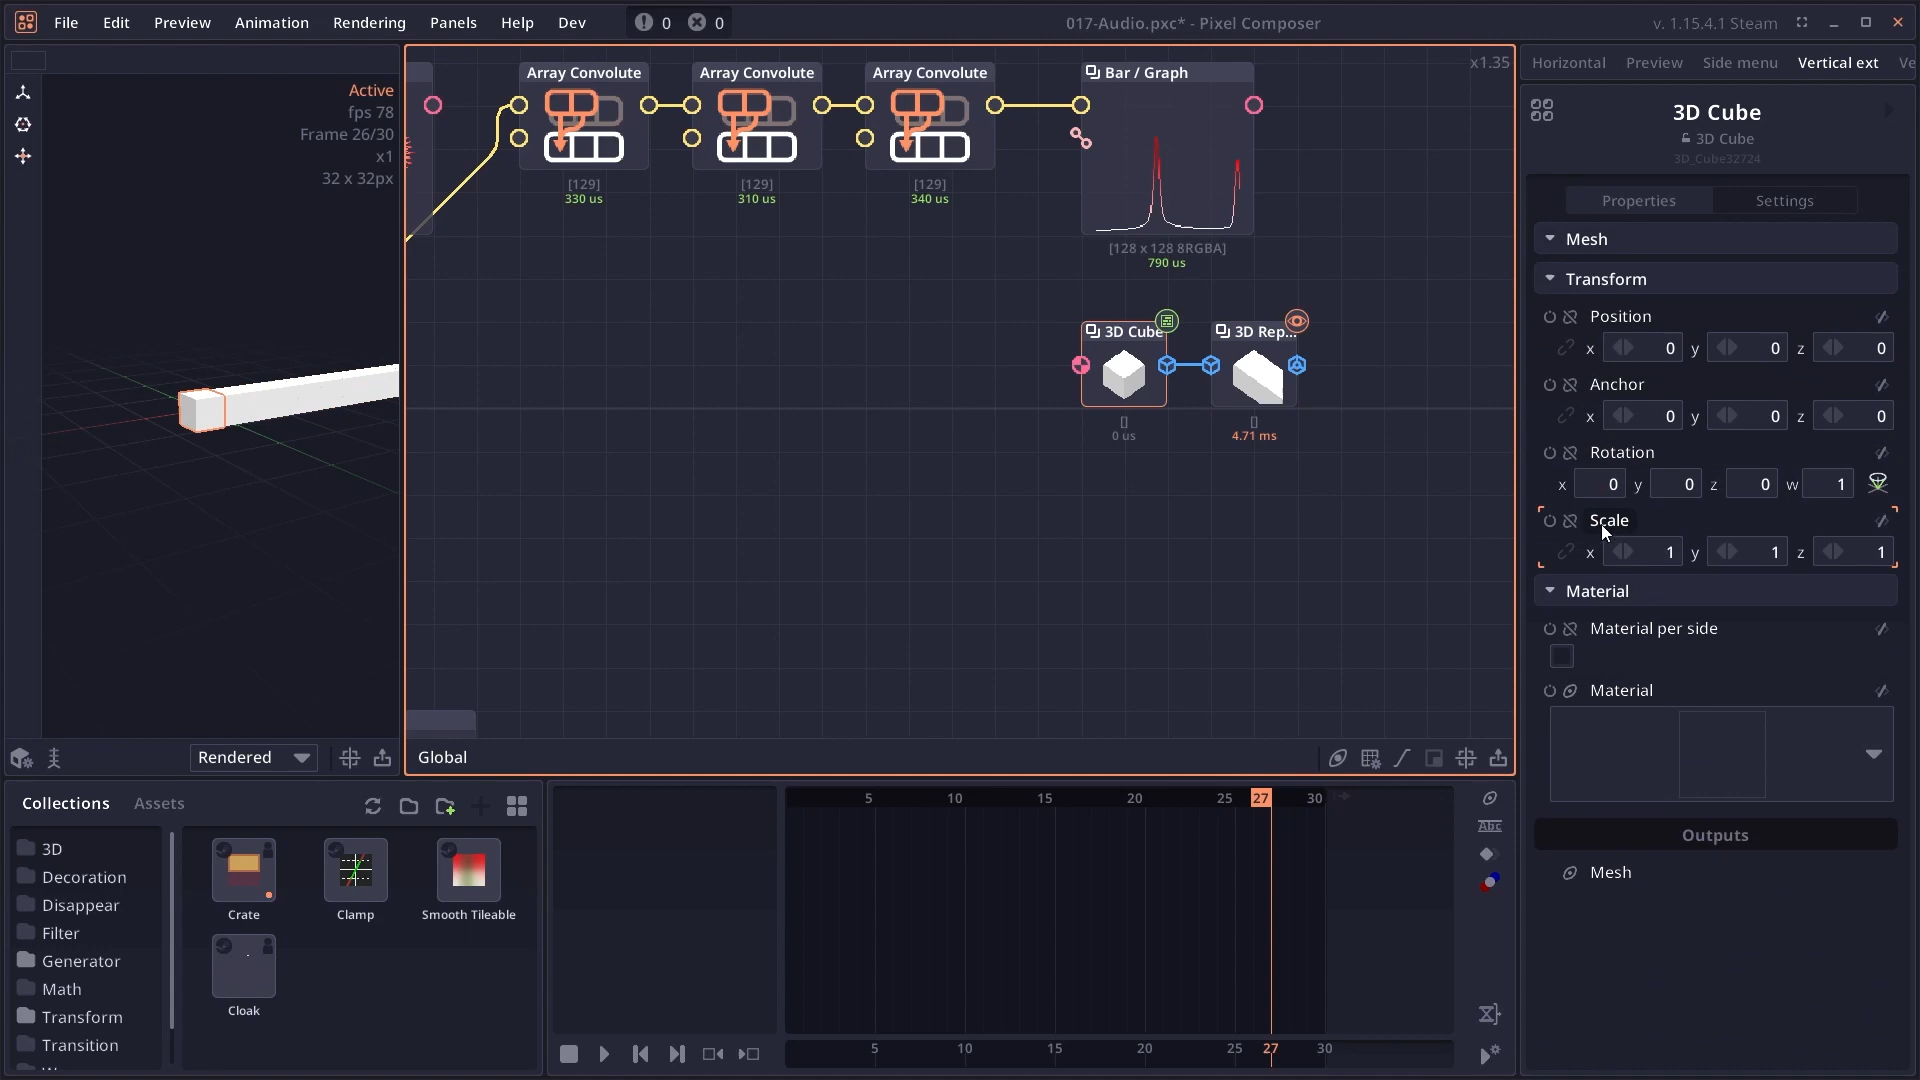 File Edit Preview Animation Rendering Panels Help Dev 0 0 017-Audio.pxc* - Pixel Composer v. 1.15.4.1 Steam
Active
fps 78
Frame 26/30
x1
32 x 32px
Rendered
x1.35
Array Convolute Array Convolute Array Convolute Bar / Graph
[129] [129] [129]
330 us 310 us 340 us
[128 x 128 8RGBA]
790 us
3D Cube 3D Rep...
[] []
0 us 4.71 ms
Global
Horizontal Preview Side menu Vertical ext Ve
3D Cube
3D Cube
3D_Cube32724
Properties Settings
Mesh
Transform
Position
x 0 y 0 z 0
Anchor
x 0 y 0 z 0
Rotation
x 0 y 0 z 0 w 1
Scale
x 1 y 1 z 1
Material
Material per side
Material
Outputs
Mesh
Collections Assets
3D
Decoration
Disappear
Filter
Generator
Math
Transform
Transition
Crate Clamp Smooth Tileable
Cloak
5 10 15 20 25 27 30
Abc
5 10 15 20 25 27 30